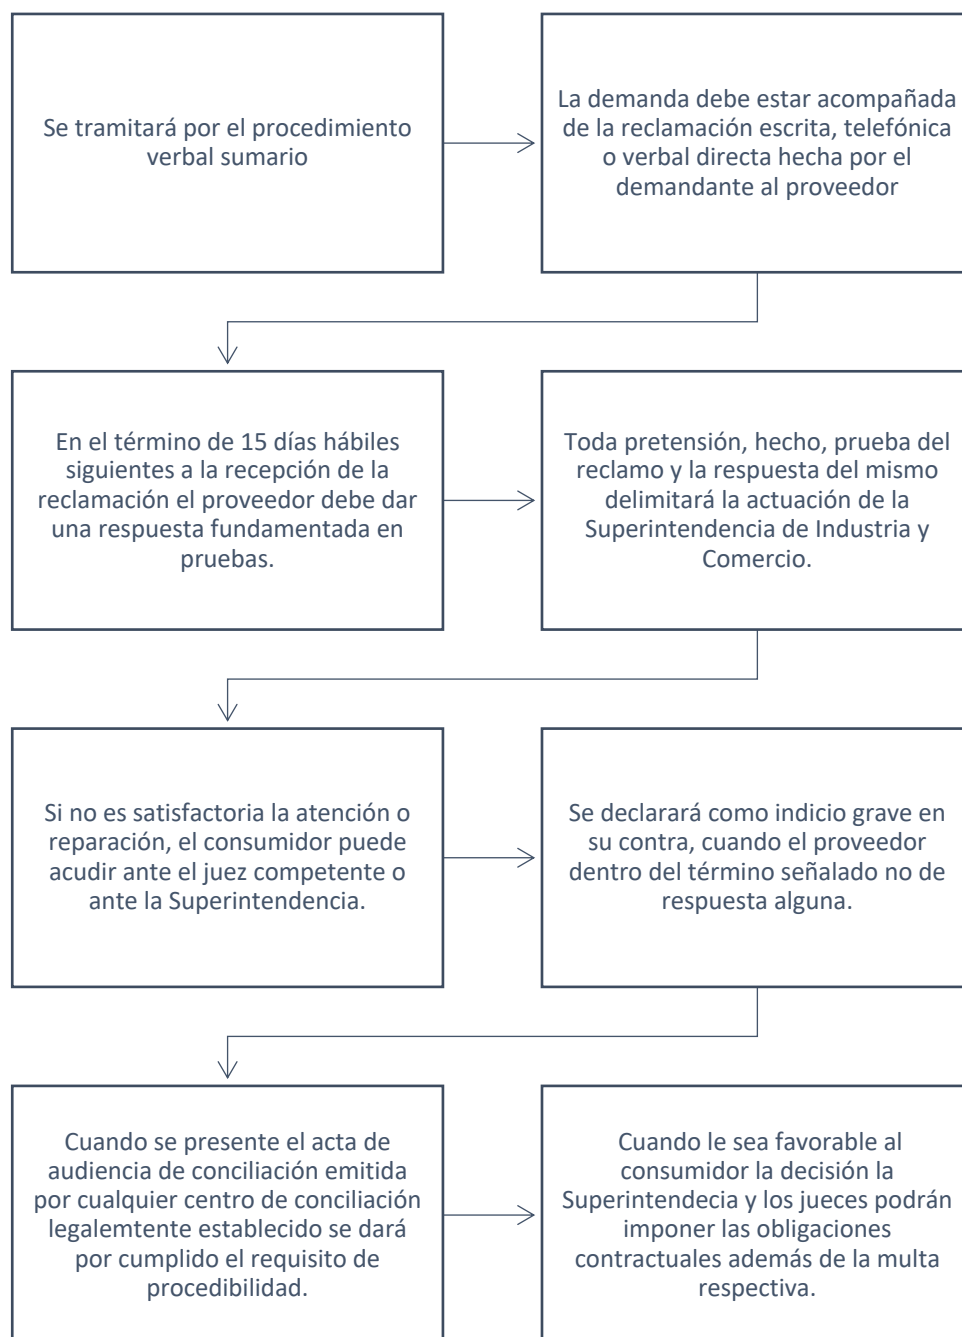 Se tramitará por el procedimiento
verbal sumario
La demanda debe estar acompañada
de la reclamación escrita, telefónica
o verbal directa hecha por el
demandante al proveedor
En el término de 15 días hábiles
siguientes a la recepción de la
reclamación el proveedor debe dar
una respuesta fundamentada en
pruebas.
Toda pretensión, hecho, prueba del
reclamo y la respuesta del mismo
delimitará la actuación de la
Superintendencia de Industria y
Comercio.
Si no es satisfactoria la atención o
reparación, el consumidor puede
acudir ante el juez competente o
ante la Superintendencia.
Se declarará como indicio grave en
su contra, cuando el proveedor
dentro del término señalado no de
respuesta alguna.
Cuando se presente el acta de
audiencia de conciliación emitida
por cualquier centro de conciliación
legalemtente establecido se dará
por cumplido el requisito de
procedibilidad.
Cuando le sea favorable al
consumidor la decisión la
Superintendecia y los jueces podrán
imponer las obligaciones
contractuales además de la multa
respectiva.